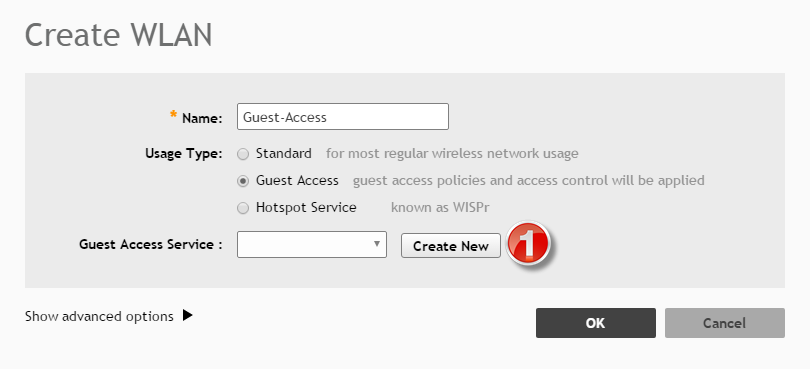 Create WLAN
* Name: Guest-Access
Usage Type: Standard for most regular wireless network usage
Guest Access guest access policies and access control will be applied
Hotspot Service known as WISPr
Guest Access Service : Create New 1
Show advanced options OK Cancel